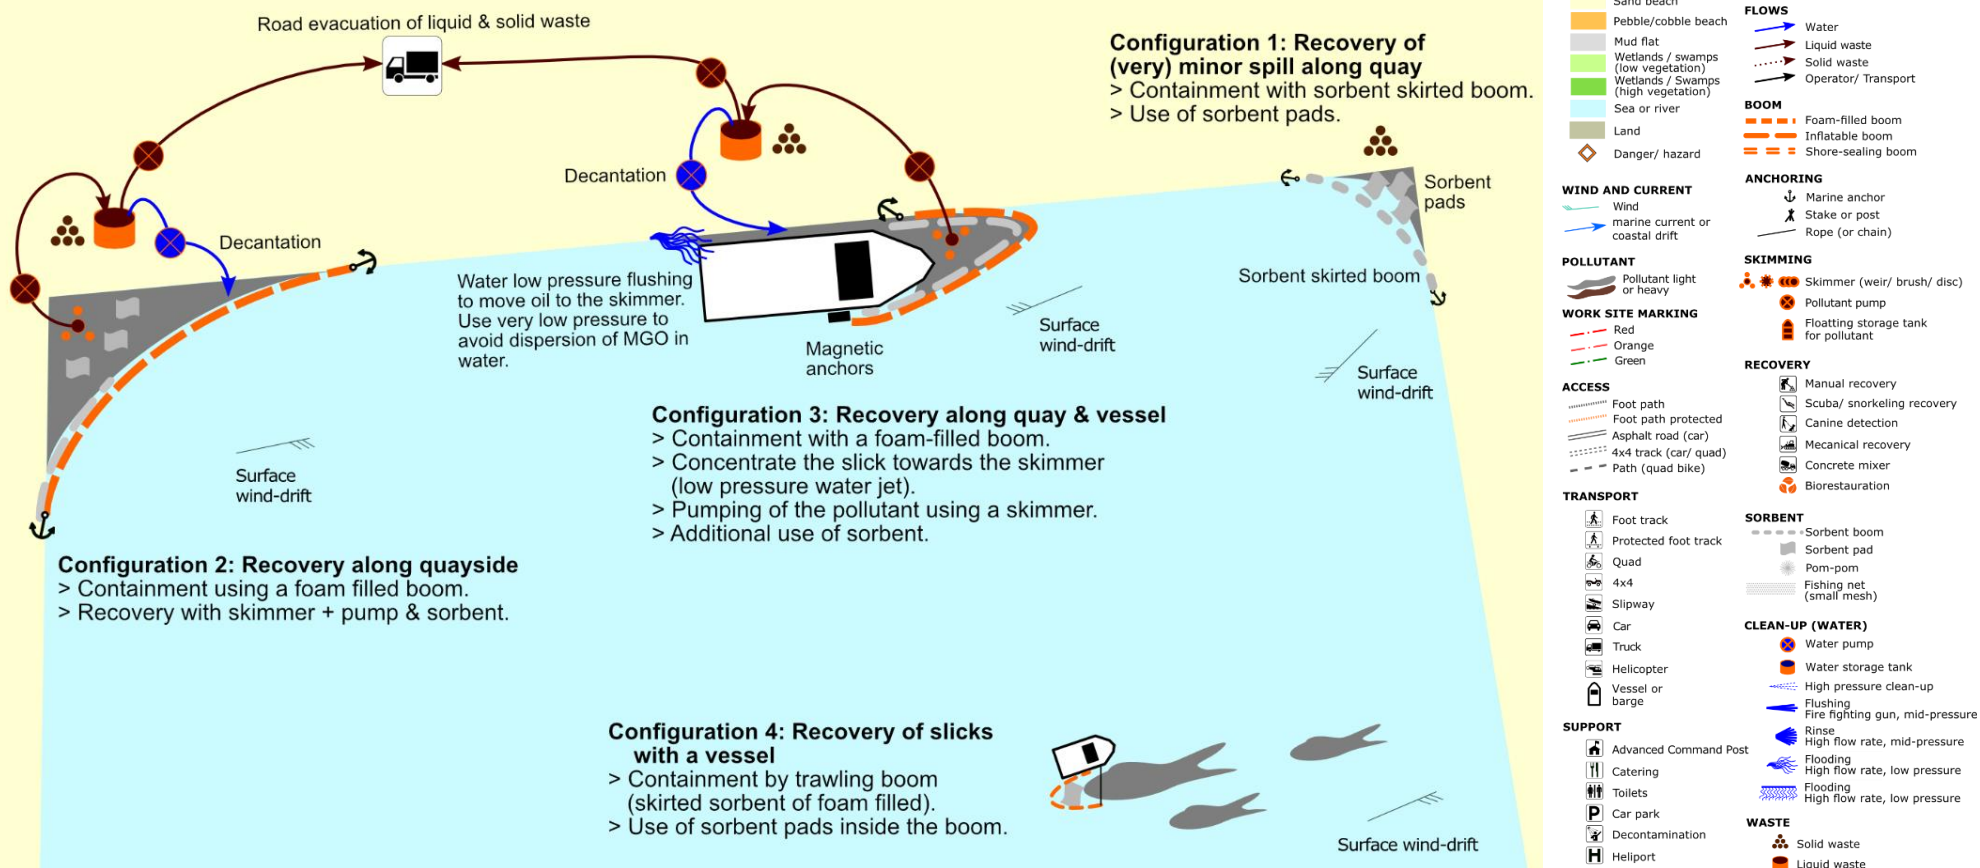 Road evacuation of liquid & solid waste
Configuration 1: Recovery of
(very) minor spill along quay
> Containment with sorbent skirted boom.
> Use of sorbent pads.
Decantation
Sorbent
pads
Decantation
Sorbent skirted boom
Water low pressure flushing
to move oil to the skimmer.
Use very low pressure to
avoid dispersion of MGO in
water.
Magnetic
anchors
Surface
wind-drift
Surface
wind-drift
Surface
wind-drift
Configuration 3: Recovery along quay & vessel
> Containment with a foam-filled boom.
> Concentrate the slick towards the skimmer
(low pressure water jet).
> Pumping of the pollutant using a skimmer.
> Additional use of sorbent.
Configuration 2: Recovery along quayside
> Containment using a foam filled boom.
> Recovery with skimmer + pump & sorbent.
Configuration 4: Recovery of slicks
with a vessel
> Containment by trawling boom
(skirted sorbent of foam filled).
> Use of sorbent pads inside the boom.
Surface wind-drift
Sand beach
Pebble/cobble beach
Mud flat
Wetlands / swamps
(low vegetation)
Wetlands / Swamps
(high vegetation)
Sea or river
Land
Danger/ hazard
WIND AND CURRENT
Wind
marine current or
coastal drift
POLLUTANT
Pollutant light
or heavy
WORK SITE MARKING
Red
Orange
Green
ACCESS
Foot path
Foot path protected
Asphalt road (car)
4x4 track (car/ quad)
Path (quad bike)
TRANSPORT
Foot track
Protected foot track
Quad
4x4
Slipway
Car
Truck
Helicopter
Vessel or
barge
SUPPORT
Advanced Command Post
Catering
Toilets
P Car park
Decontamination
H Heliport
FLOWS
Water
Liquid waste
Solid waste
Operator/ Transport
BOOM
Foam-filled boom
Inflatable boom
Shore-sealing boom
ANCHORING
Marine anchor
Stake or post
Rope (or chain)
SKIMMING
Skimmer (weir/ brush/ disc)
Pollutant pump
Floatting storage tank
for pollutant
RECOVERY
Manual recovery
Scuba/ snorkeling recovery
Canine detection
Mecanical recovery
Concrete mixer
Biorestauration
SORBENT
Sorbent boom
Sorbent pad
Pom-pom
Fishing net
(small mesh)
CLEAN-UP (WATER)
Water pump
Water storage tank
High pressure clean-up
Flushing
Fire fighting gun, mid-pressure
Rinse
High flow rate, mid-pressure
Flooding
High flow rate, low pressure
Flooding
High flow rate, low pressure
WASTE
Solid waste
Liquid waste